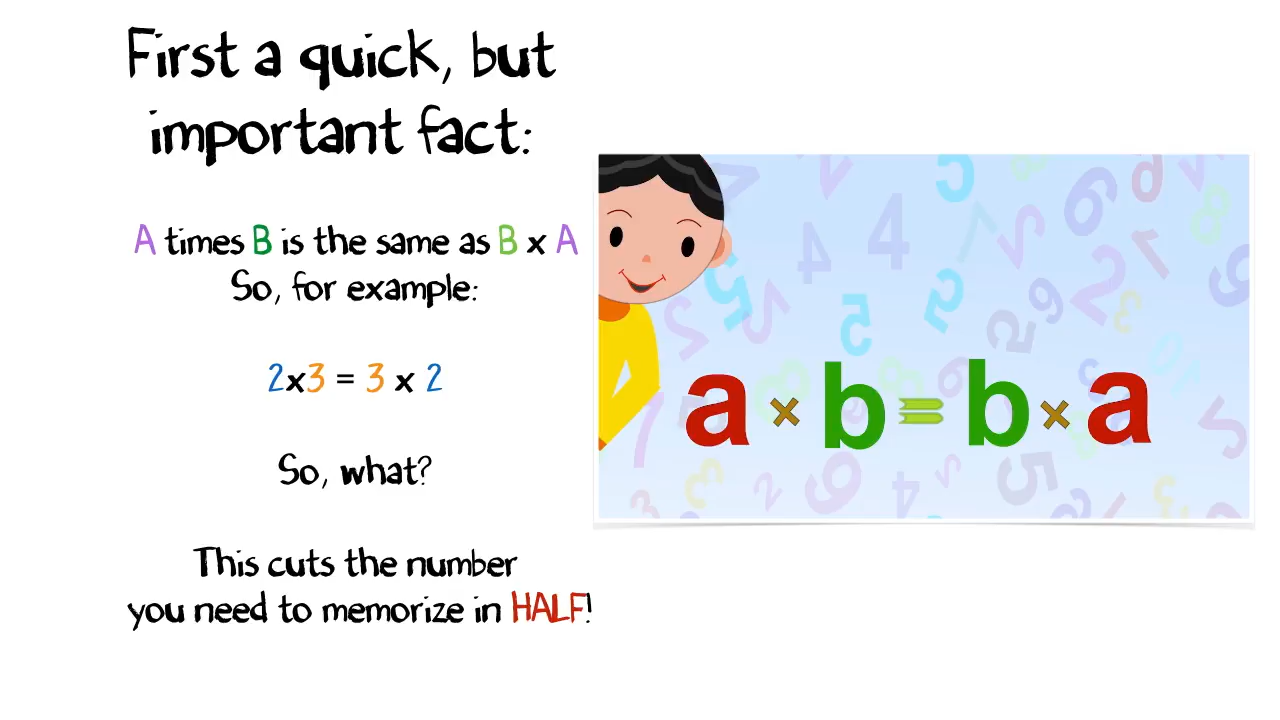 First a quick, but
important fact:
A times B is the same as B x A
So, for example:
2x3 = 3 x 2
So, what?
This cuts the number
you need to memorize in HALF!
a × b = b × a